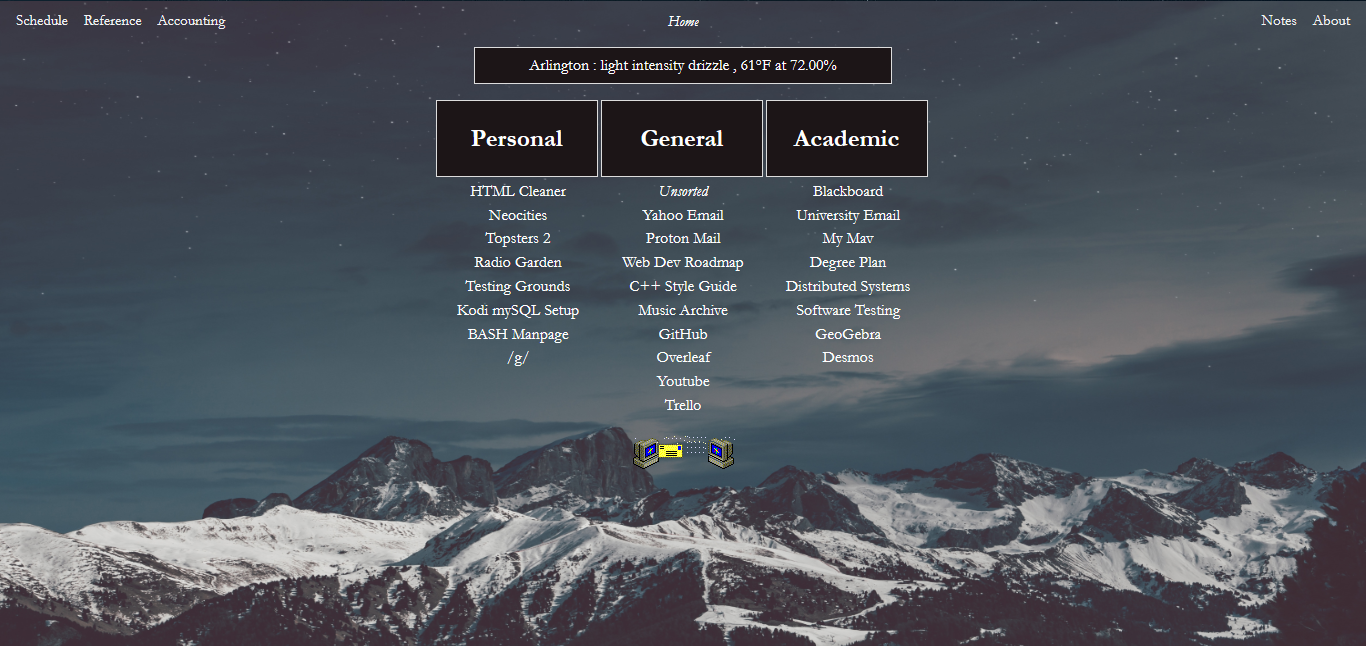 Schedule Reference Accounting Home Notes About
Arlington : light intensity drizzle , 61°F at 72.00%
Personal General Academic
HTML Cleaner Unsorted Blackboard
Neocities Yahoo Email University Email
Topsters 2 Proton Mail My Mav
Radio Garden Web Dev Roadmap Degree Plan
Testing Grounds C++ Style Guide Distributed Systems
Kodi mySQL Setup Music Archive Software Testing
BASH Manpage GitHub GeoGebra
/g/ Overleaf Desmos
Youtube
Trello